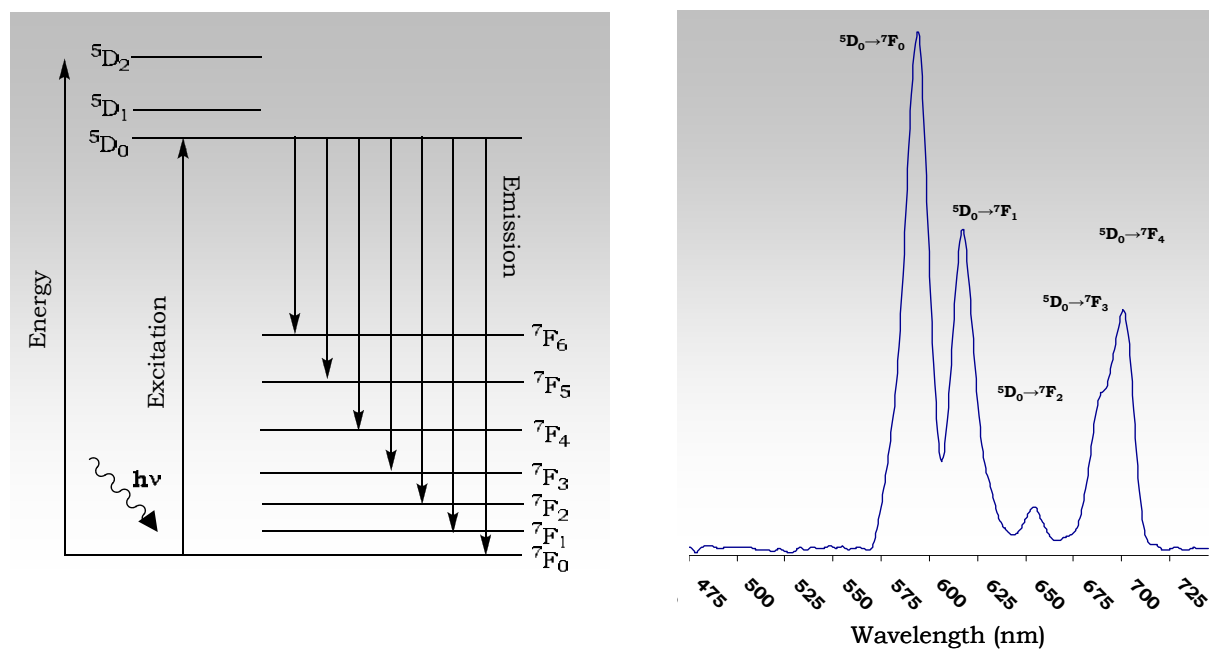 ⁵D₂
⁵D₁
⁵D₀
Energy
Excitation
Emission
hν
⁷F₆
⁷F₅
⁷F₄
⁷F₃
⁷F₂
⁷F₁
⁷F₀
⁵D₀→⁷F₀
⁵D₀→⁷F₁
⁵D₀→⁷F₄
⁵D₀→⁷F₃
⁵D₀→⁷F₂
475 500 525 550 575 600 625 650 675 700 725
Wavelength (nm)